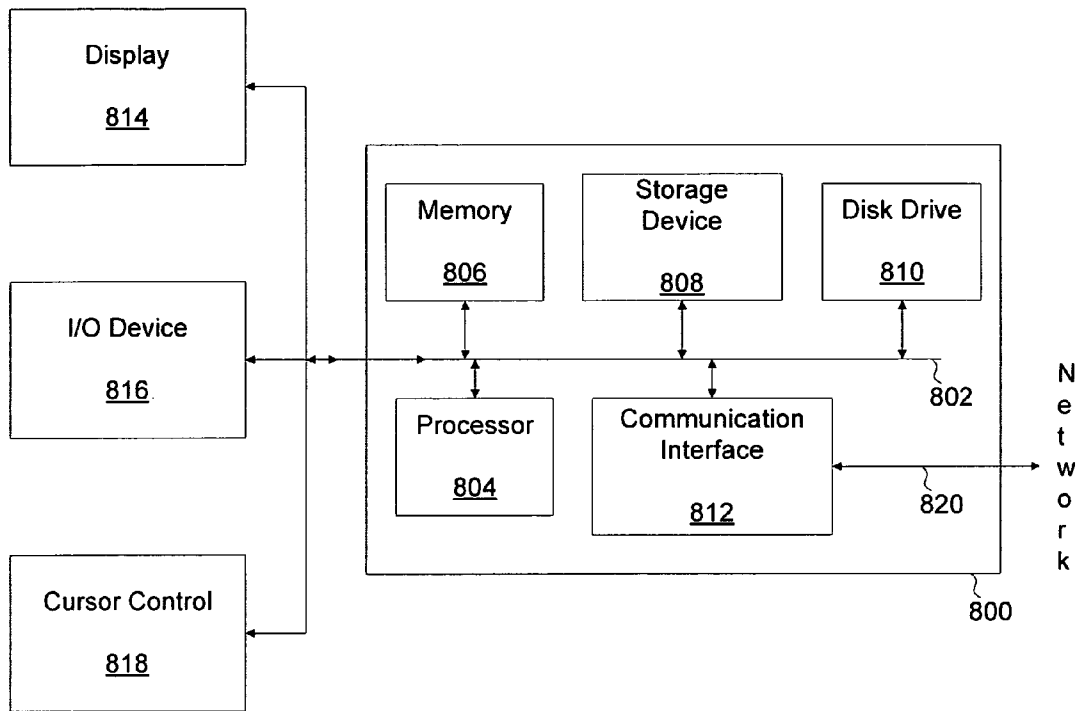 Display
814
I/O Device
816
Cursor Control
818
Memory
806
Storage
Device
808
Disk Drive
810
802
Processor
804
Communication
Interface
812
820
800
N
e
t
w
o
r
k